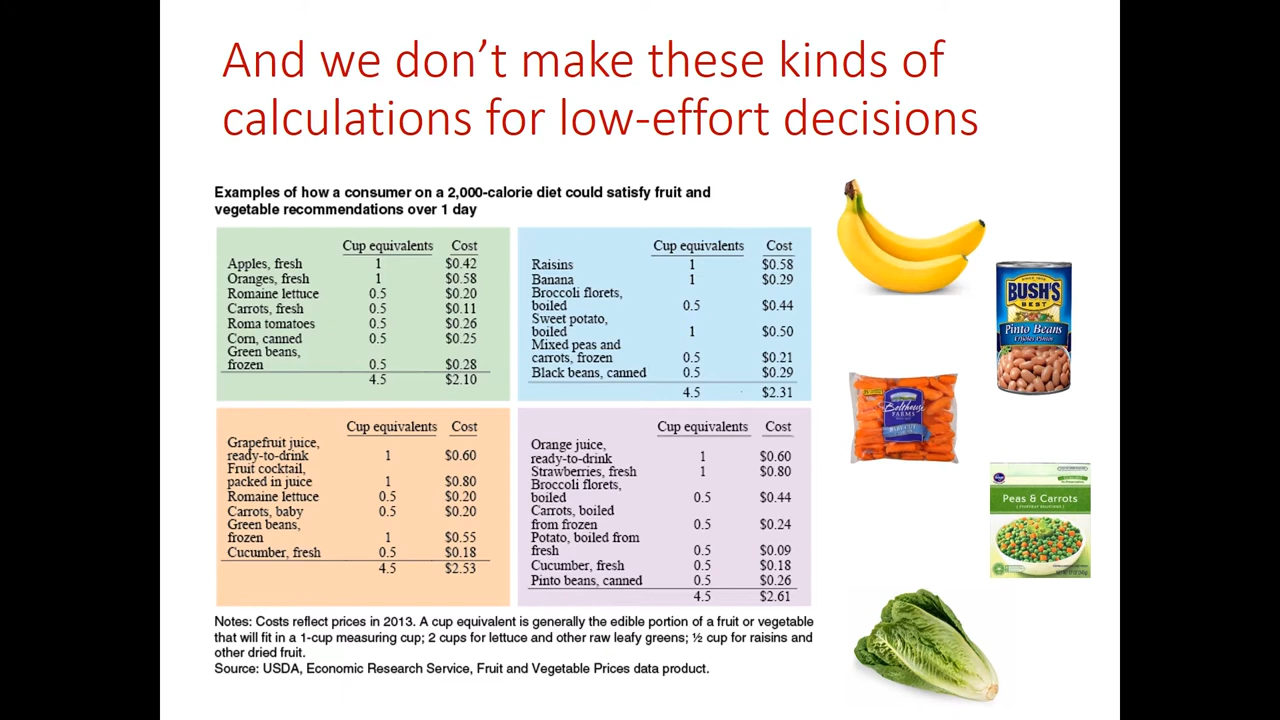 And we don't make these kinds of
calculations for low-effort decisions
Examples of how a consumer on a 2,000-calorie diet could satisfy fruit and
vegetable recommendations over 1 day
Cup equivalents Cost
Apples, fresh 1 $0.42
Oranges, fresh 1 $0.58
Romaine lettuce 0.5 $0.20
Carrots, fresh 0.5 $0.11
Roma tomatoes 0.5 $0.26
Corn, canned 0.5 $0.25
Green beans,
frozen 0.5 $0.28
4.5 $2.10
Cup equivalents Cost
Raisins 1 $0.58
Banana 1 $0.29
Broccoli florets,
boiled 0.5 $0.44
Sweet potato,
boiled 1 $0.50
Mixed peas and
carrots, frozen 0.5 $0.21
Black beans, canned 0.5 $0.29
4.5 $2.31
Cup equivalents Cost
Grapefruit juice,
ready-to-drink 1 $0.60
Fruit cocktail,
packed in juice 1 $0.80
Romaine lettuce 0.5 $0.20
Carrots, baby 0.5 $0.20
Green beans,
frozen 1 $0.55
Cucumber, fresh 0.5 $0.18
4.5 $2.53
Cup equivalents Cost
Orange juice,
ready-to-drink 1 $0.60
Strawberries, fresh 1 $0.80
Broccoli florets,
boiled 0.5 $0.44
Carrots, boiled
from frozen 0.5 $0.24
Potato, boiled from
fresh 0.5 $0.09
Cucumber, fresh 0.5 $0.18
Pinto beans, canned 0.5 $0.26
4.5 $2.61
Notes: Costs reflect prices in 2013. A cup equivalent is generally the edible portion of a fruit or vegetable
that will fit in a 1-cup measuring cup; 2 cups for lettuce and other raw leafy greens; ½ cup for raisins and
other dried fruit.
Source: USDA, Economic Research Service, Fruit and Vegetable Prices data product.
BUSH'S
BEST
Pinto Beans
Frijoles Pintos
Bolthouse
FARMS
Peas & Carrots